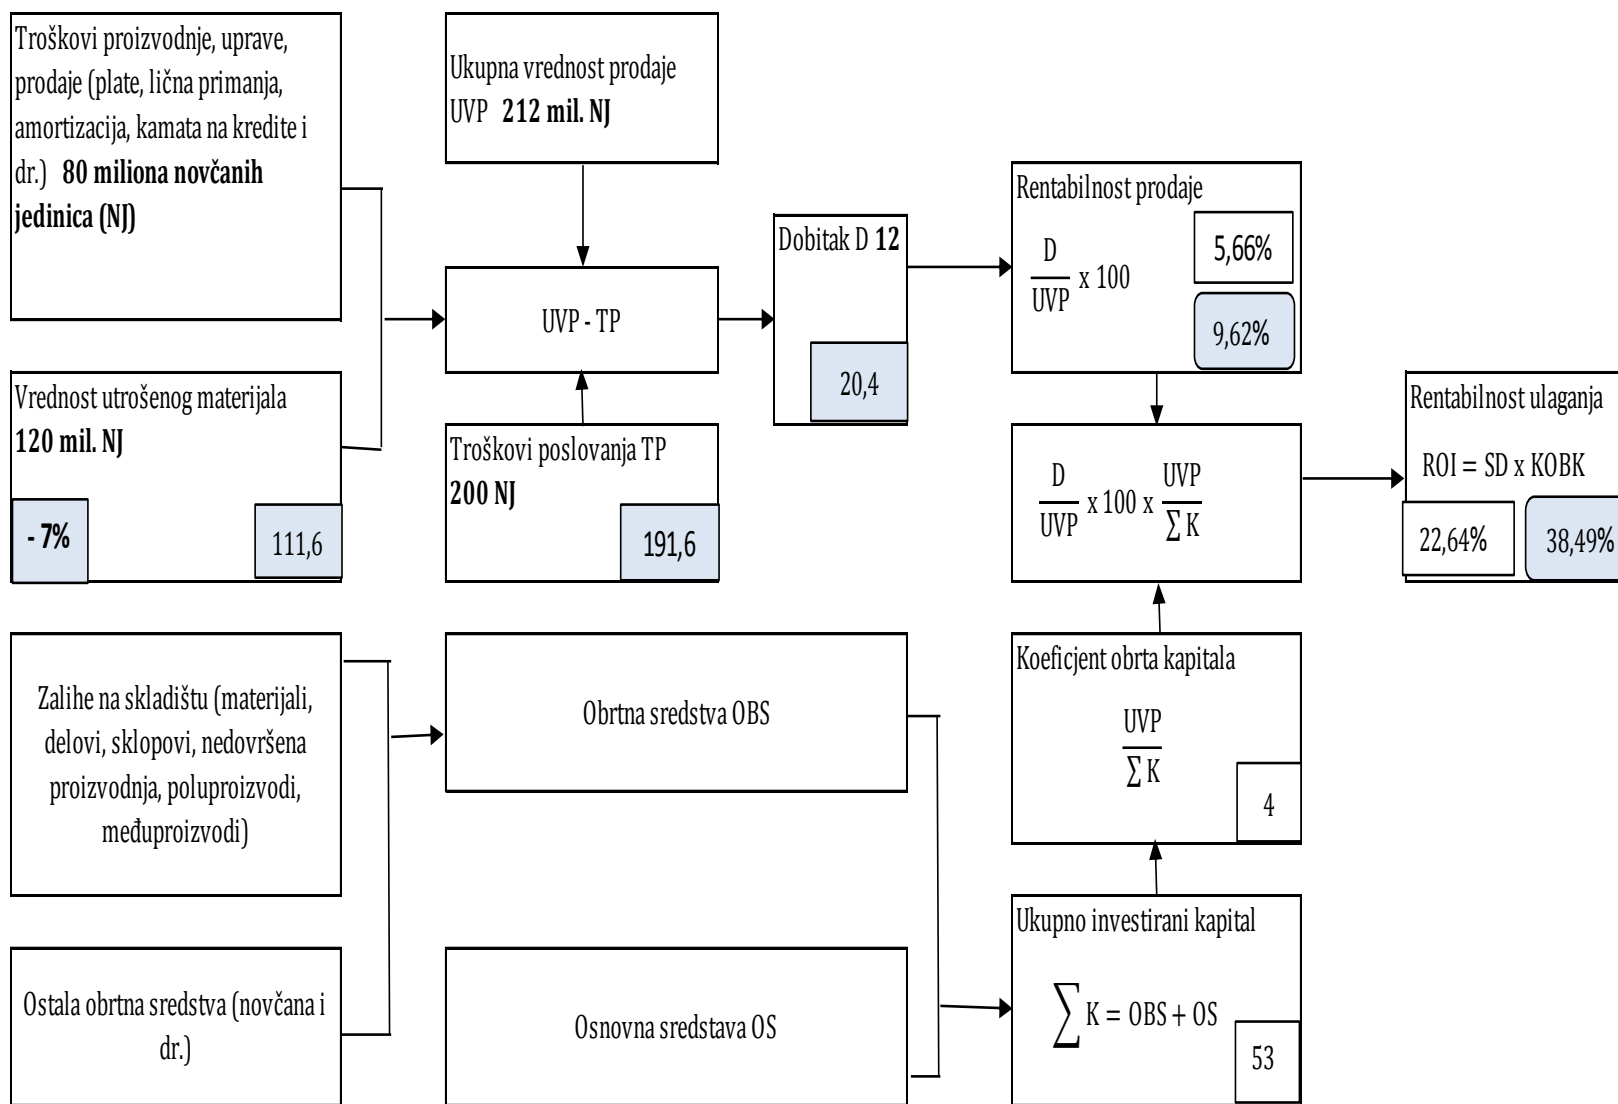 Troškovi proizvodnje, uprave,
prodaje (plate, lična primanja,
amortizacija, kamata na kredite i
dr.) 80 miliona novčanih
jedinica (NJ)
Ukupna vrednost prodaje
UVP 212 mil. NJ
Rentabilnost prodaje
D
UVP
x 100
5,66%
9,62%
Dobitak D 12
20,4
UVP - TP
Vrednost utrošenog materijala
120 mil. NJ
- 7%
111,6
Troškovi poslovanja TP
200 NJ
191,6
D
UVP
x 100 x
UVP
∑ K
Rentabilnost ulaganja
ROI = SD x KOBK
22,64%
38,49%
Zalihe na skladištu (materijali,
delovi, sklopovi, nedovršena
proizvodnja, poluproizvodi,
međuproizvodi)
Obrtna sredstva OBS
Koeficjent obrta kapitala
UVP
∑ K
4
Ostala obrtna sredstva (novčana i
dr.)
Osnovna sredstava OS
Ukupno investirani kapital
∑ K = OBS + OS
53